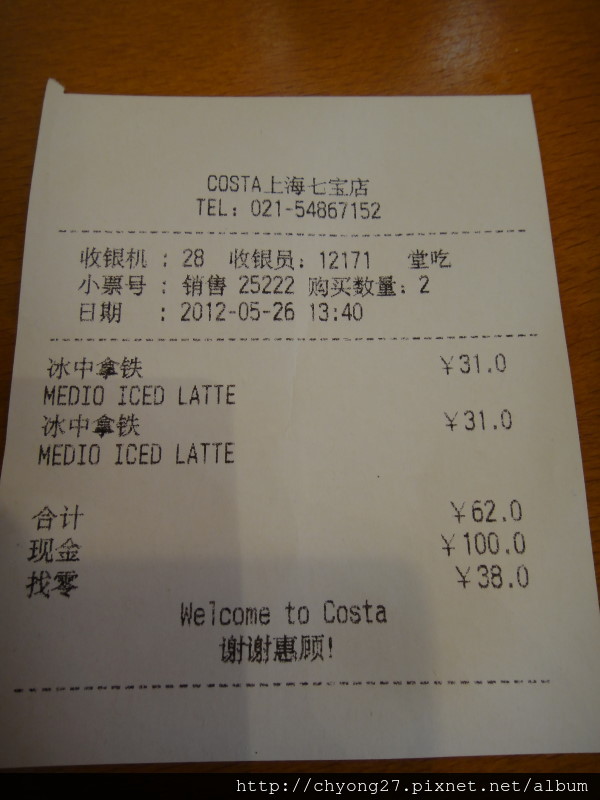 COSTA上海七宝店
TEL: 021-54867152
收银机 : 28 收银员: 12171 堂吃
小票号 : 销售 25222 购买数量: 2
日期 : 2012-05-26 13:40
冰中拿铁 ¥31.0
MEDIO ICED LATTE
冰中拿铁 ¥31.0
MEDIO ICED LATTE
合计 ¥62.0
现金 ¥100.0
找零 ¥38.0
Welcome to Costa
谢谢惠顾!
http://chyong27.pixnet.net/album